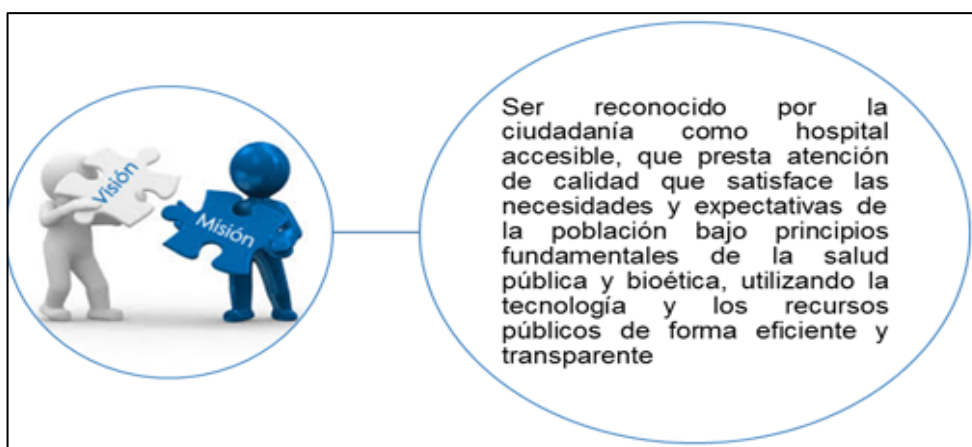 Visión
Misión
Ser reconocido por la
ciudadanía como hospital
accesible, que presta atención
de calidad que satisface las
necesidades y expectativas de
la población bajo principios
fundamentales de la salud
pública y bioética, utilizando la
tecnología y los recursos
públicos de forma eficiente y
transparente